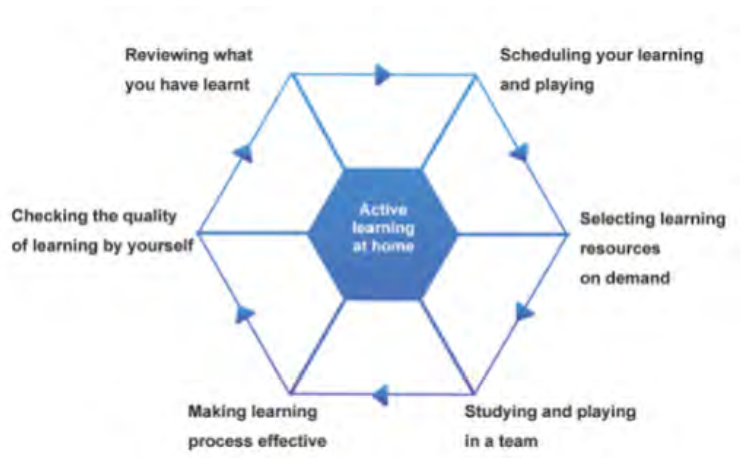 Reviewing what
you have learnt
Scheduling your learning
and playing
Checking the quality
of learning by yourself
Active
learning
at home
Selecting learning
resources
on demand
Making learning
process effective
Studying and playing
in a team